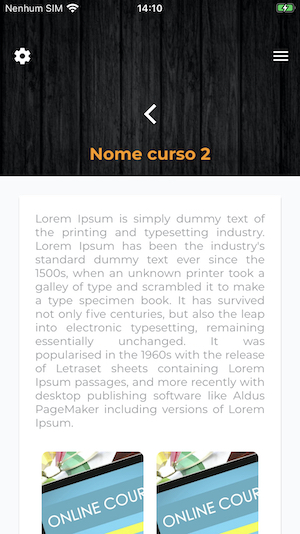 Nenhum SIM 14:10
Nome curso 2
Lorem Ipsum is simply dummy text of
the printing and typesetting industry.
Lorem Ipsum has been the industry's
standard dummy text ever since the
1500s, when an unknown printer took a
galley of type and scrambled it to make
a type specimen book. It has survived
not only five centuries, but also the leap
into electronic typesetting, remaining
essentially unchanged. It was
popularised in the 1960s with the release
of Letraset sheets containing Lorem
Ipsum passages, and more recently with
desktop publishing software like Aldus
PageMaker including versions of Lorem
Ipsum.
ONLINE COUR ONLINE COUR